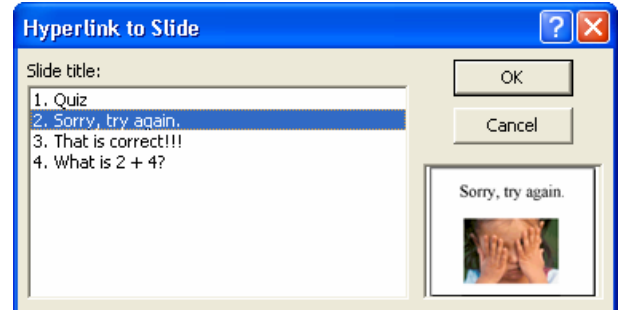 Hyperlink to Slide
Slide title:
1. Quiz
2. Sorry, try again.
3. That is correct!!!
4. What is 2 + 4?
OK
Cancel
Sorry, try again.